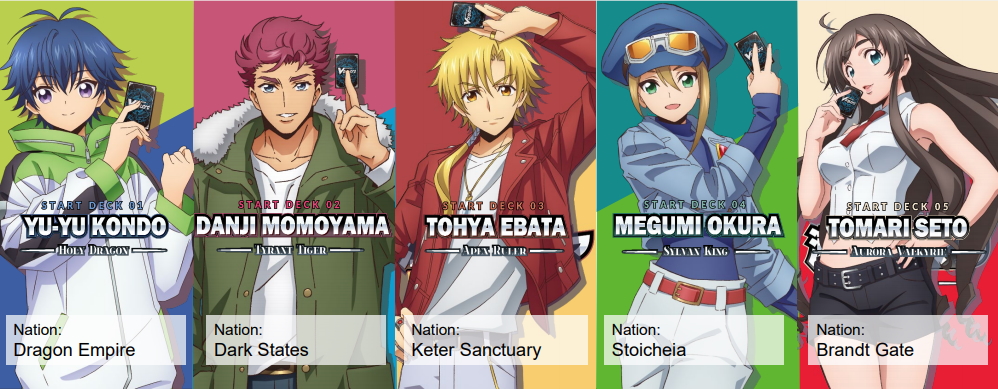 START DECK 01
YU-YU KONDO
HOLY DRAGON
Nation:
Dragon Empire
START DECK 02
DANJI MOMOYAMA
TYRANT TIGER
Nation:
Dark States
START DECK 03
TOHYA EBATA
APEX RULER
Nation:
Keter Sanctuary
START DECK 04
MEGUMI OKURA
SYLVAN KING
Nation:
Stoicheia
START DECK 05
TOMARI SETO
AURORA VALKYRIE
Nation:
Brandt Gate